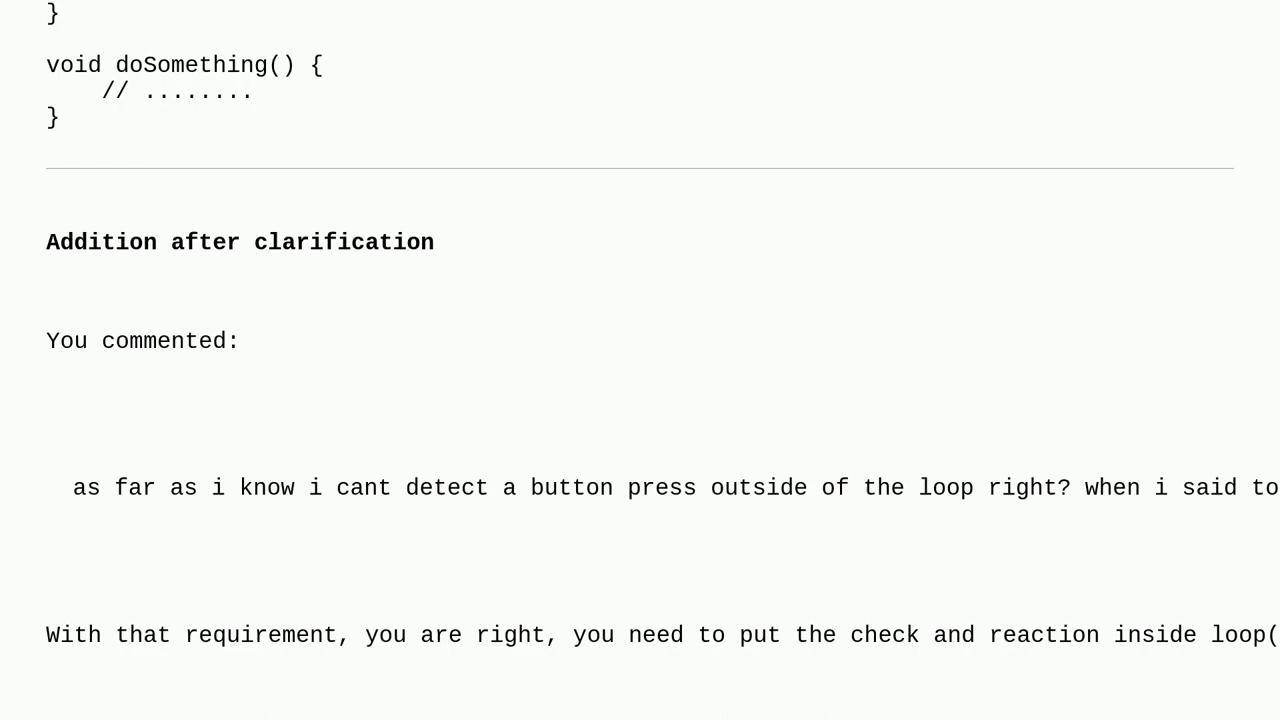 }
void doSomething() {
    // ........
}
Addition after clarification
You commented:
as far as i know i cant detect a button press outside of the loop right? when i said to
With that requirement, you are right, you need to put the check and reaction inside loop(